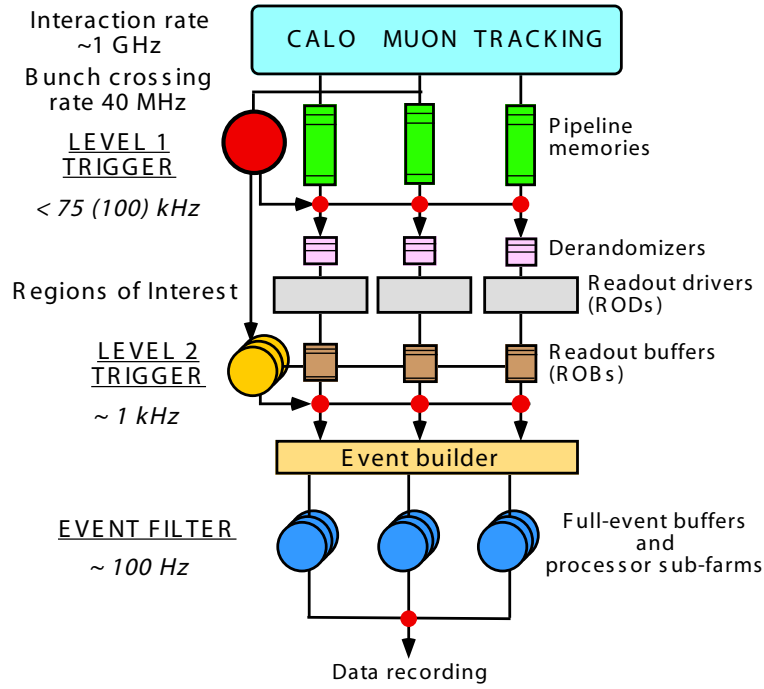 Interaction rate
~1 GHz
CALO MUON TRACKING
Bunch crossing
rate 40 MHz
LEVEL 1
TRIGGER
< 75 (100) kHz
Pipeline
memories
Derandomizers
Regions of Interest
Readout drivers
(RODs)
LEVEL 2
TRIGGER
~ 1 kHz
Readout buffers
(ROBs)
Event builder
EVENT FILTER
~ 100 Hz
Full-event buffers
and
processor sub-farms
Data recording